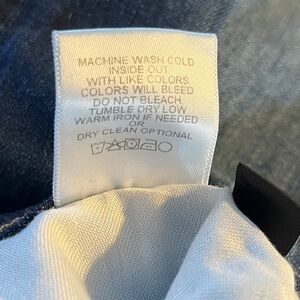 MACHINE WASH COLD
INSIDE OUT
WITH LIKE COLORS
COLORS WILL BLEED
DO NOT BLEACH
TUMBLE DRY LOW
WARM IRON IF NEEDED
OR
DRY CLEAN OPTIONAL